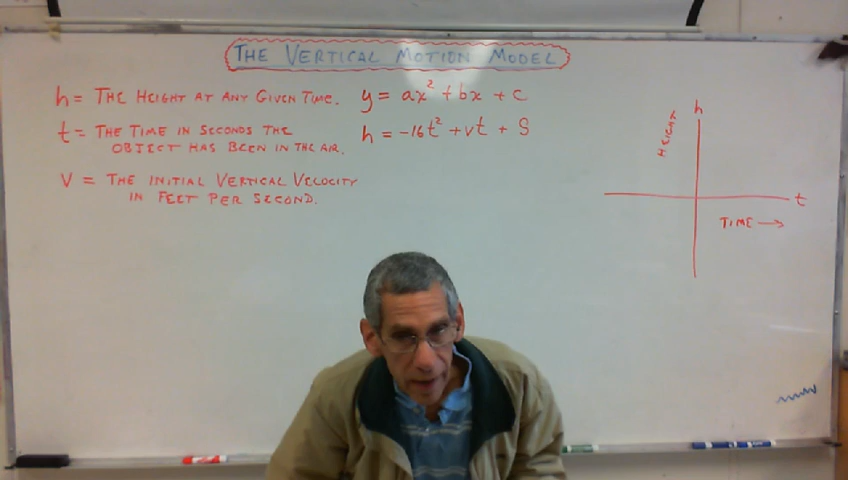 THE VERTICAL MOTION MODEL
h = THE HEIGHT AT ANY GIVEN TIME.
y = ax² + bx + c
t = THE TIME IN SECONDS THE
OBJECT HAS BEEN IN THE AIR.
h = -16t² + vt + S
V = THE INITIAL VERTICAL VELOCITY
IN FEET PER SECOND.
h
HEIGHT
t
TIME →